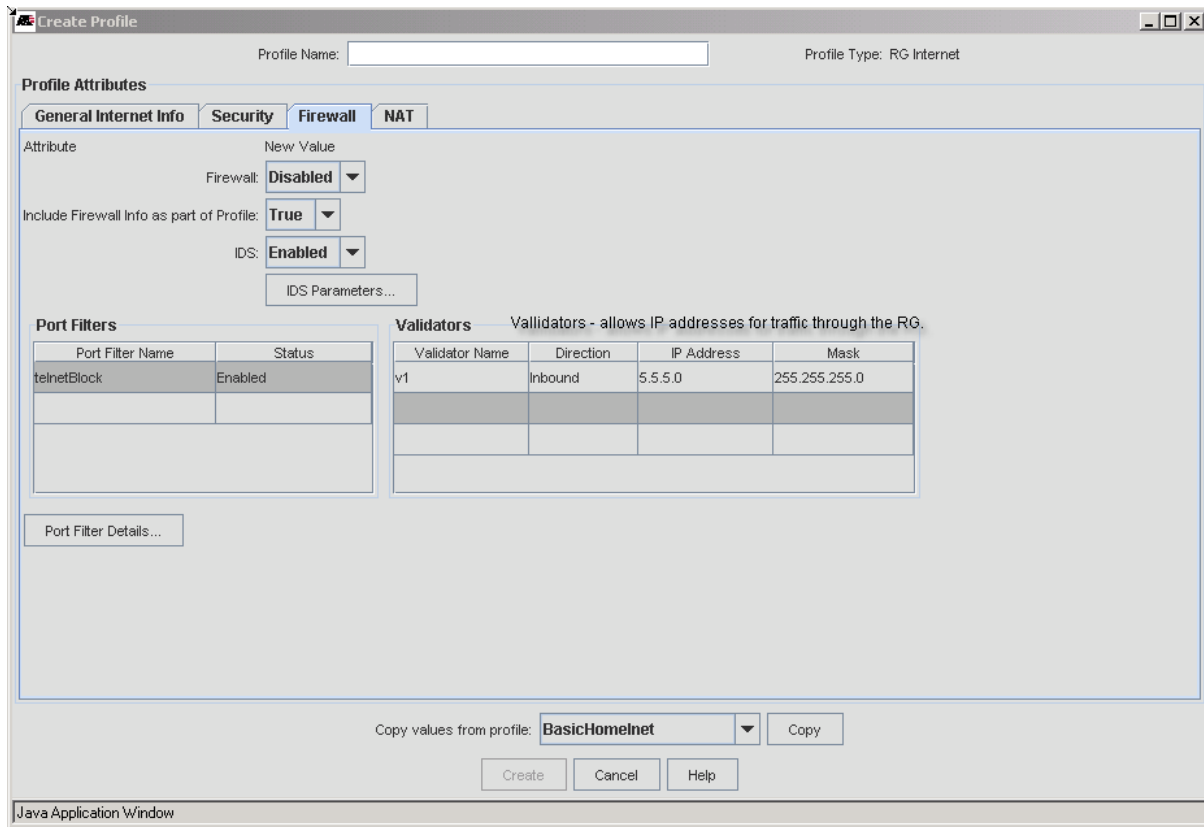 Create Profile
Profile Name:
Profile Type: RG Internet
Profile Attributes
General Internet Info Security Firewall NAT
Attribute New Value
Firewall: Disabled
Include Firewall Info as part of Profile: True
IDS: Enabled
IDS Parameters...
Port Filters
Port Filter Name Status
telnetBlock Enabled
Validators Vallidators - allows IP addresses for traffic through the RG.
Validator Name Direction IP Address Mask
v1 Inbound 5.5.5.0 255.255.255.0
Port Filter Details...
Copy values from profile: BasicHomeInet Copy
Create Cancel Help
Java Application Window